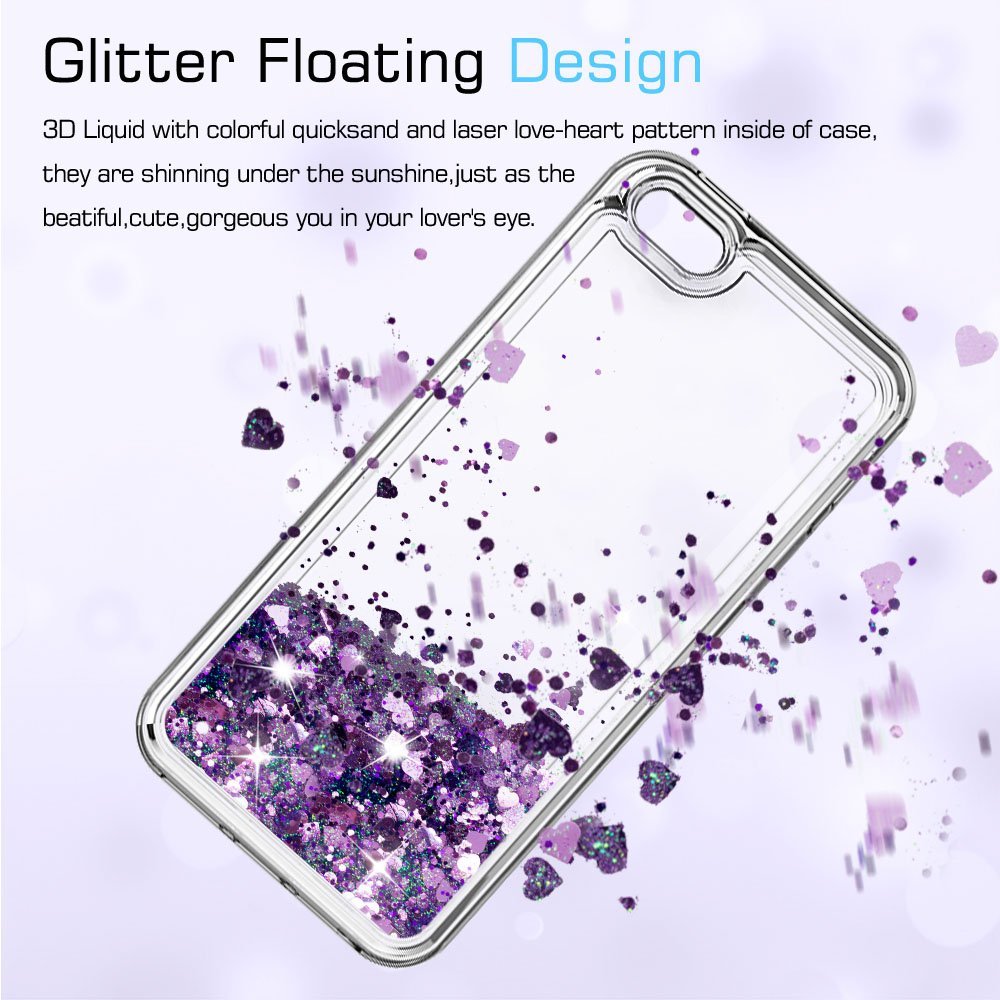 Glitter Floating Design
3D Liquid with colorful quicksand and laser love-heart pattern inside of case,
they are shinning under the sunshine,just as the
beatiful,cute,gorgeous you in your lover's eye.